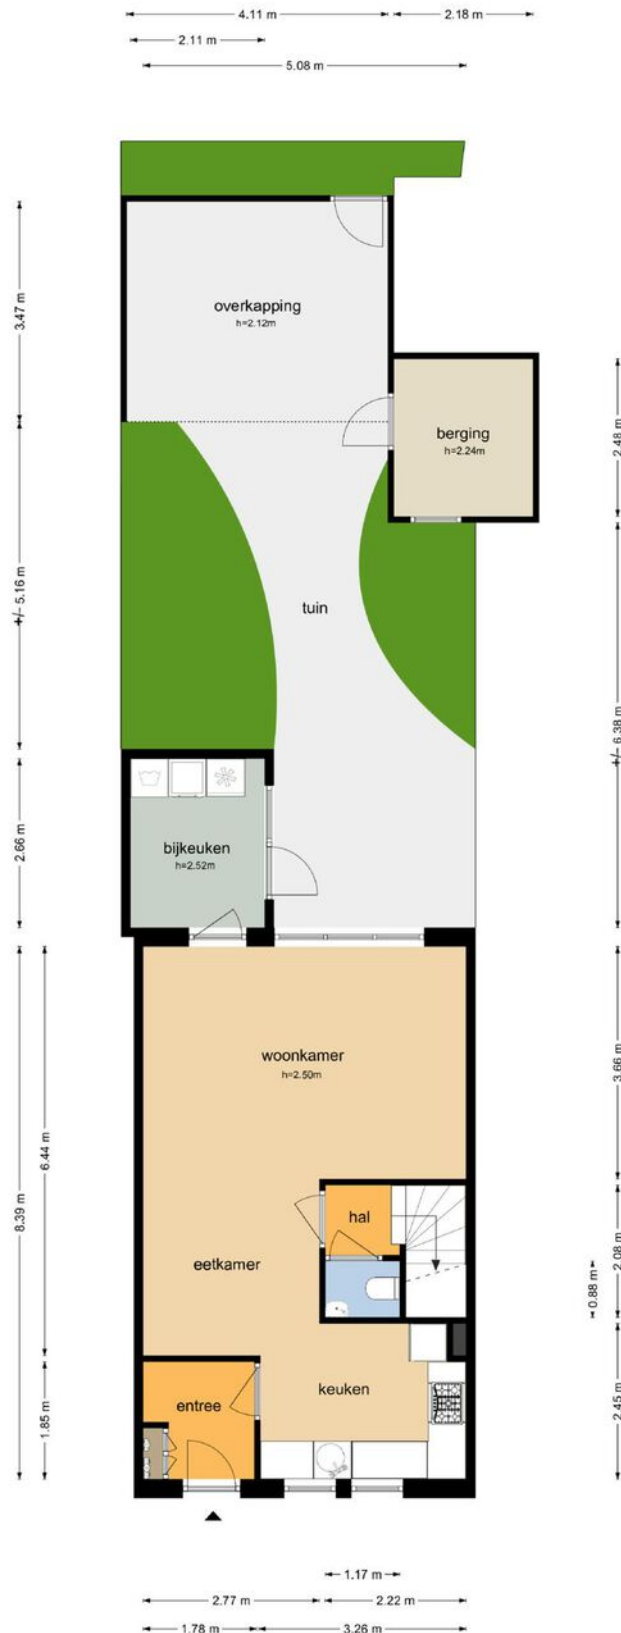 4.11 m
2.18 m
2.11 m
5.08 m
3.47 m
overkapping
h=2.12m
berging
h=2.24m
2.48 m
+/- 5.16 m
tuin
+/- 6.38 m
2.66 m
bijkeuken
h=2.52m
woonkamer
h=2.50m
3.66 m
6.44 m
8.39 m
hal
2.08 m
eetkamer
0.88 m
keuken
entree
1.85 m
2.45 m
1.17 m
2.77 m
2.22 m
1.78 m
3.26 m